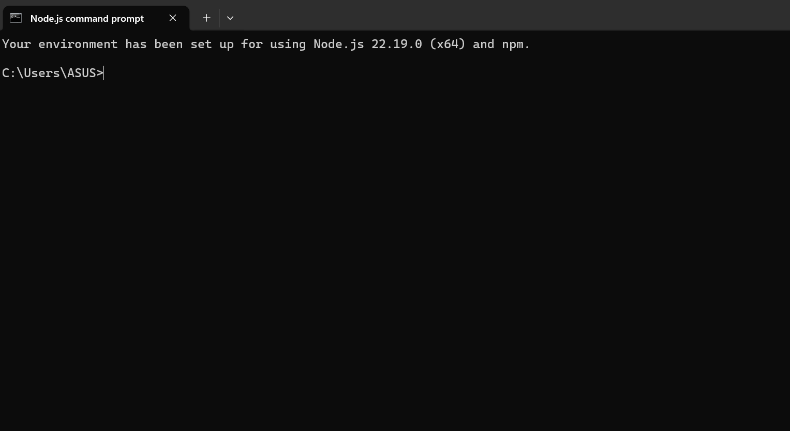 Node.js command prompt
Your environment has been set up for using Node.js 22.19.0 (x64) and npm.
C:\Users\ASUS>